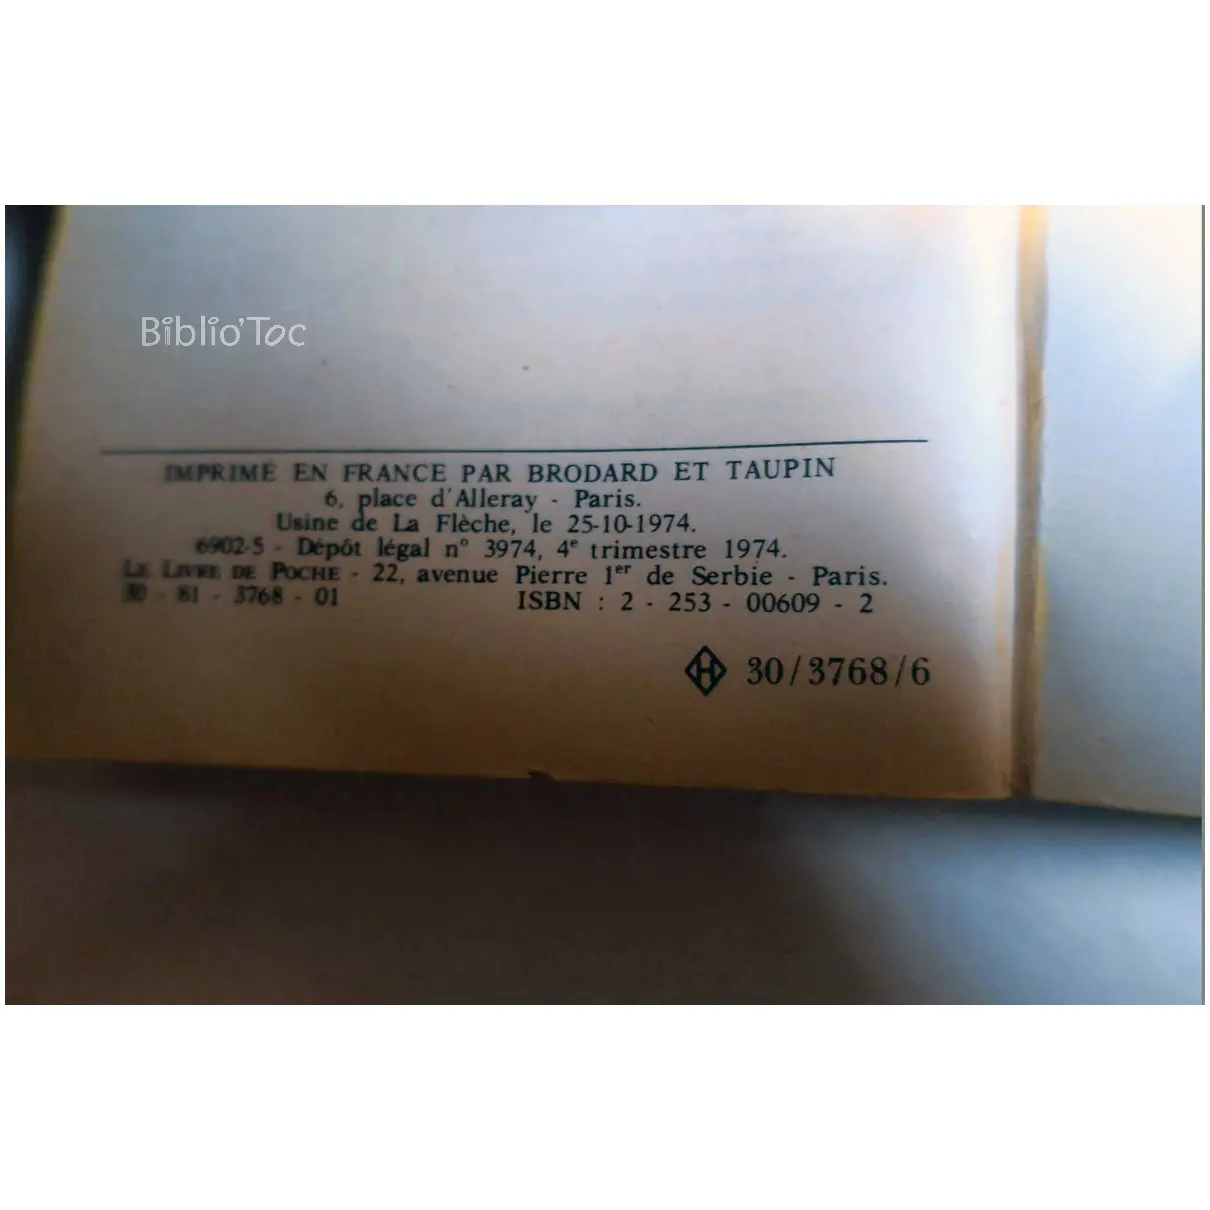 Biblio'Toc
IMPRIMÉ EN FRANCE PAR BRODARD ET TAUPIN
6, place d'Alleray - Paris.
Usine de La Flèche, le 25-10-1974.
6902-5 - Dépôt légal n° 3974, 4e trimestre 1974.
LE LIVRE DE POCHE - 22, avenue Pierre 1er de Serbie - Paris.
30 - 81 - 3768 - 01 ISBN : 2 - 253 - 00609 - 2
H 30/3768/6